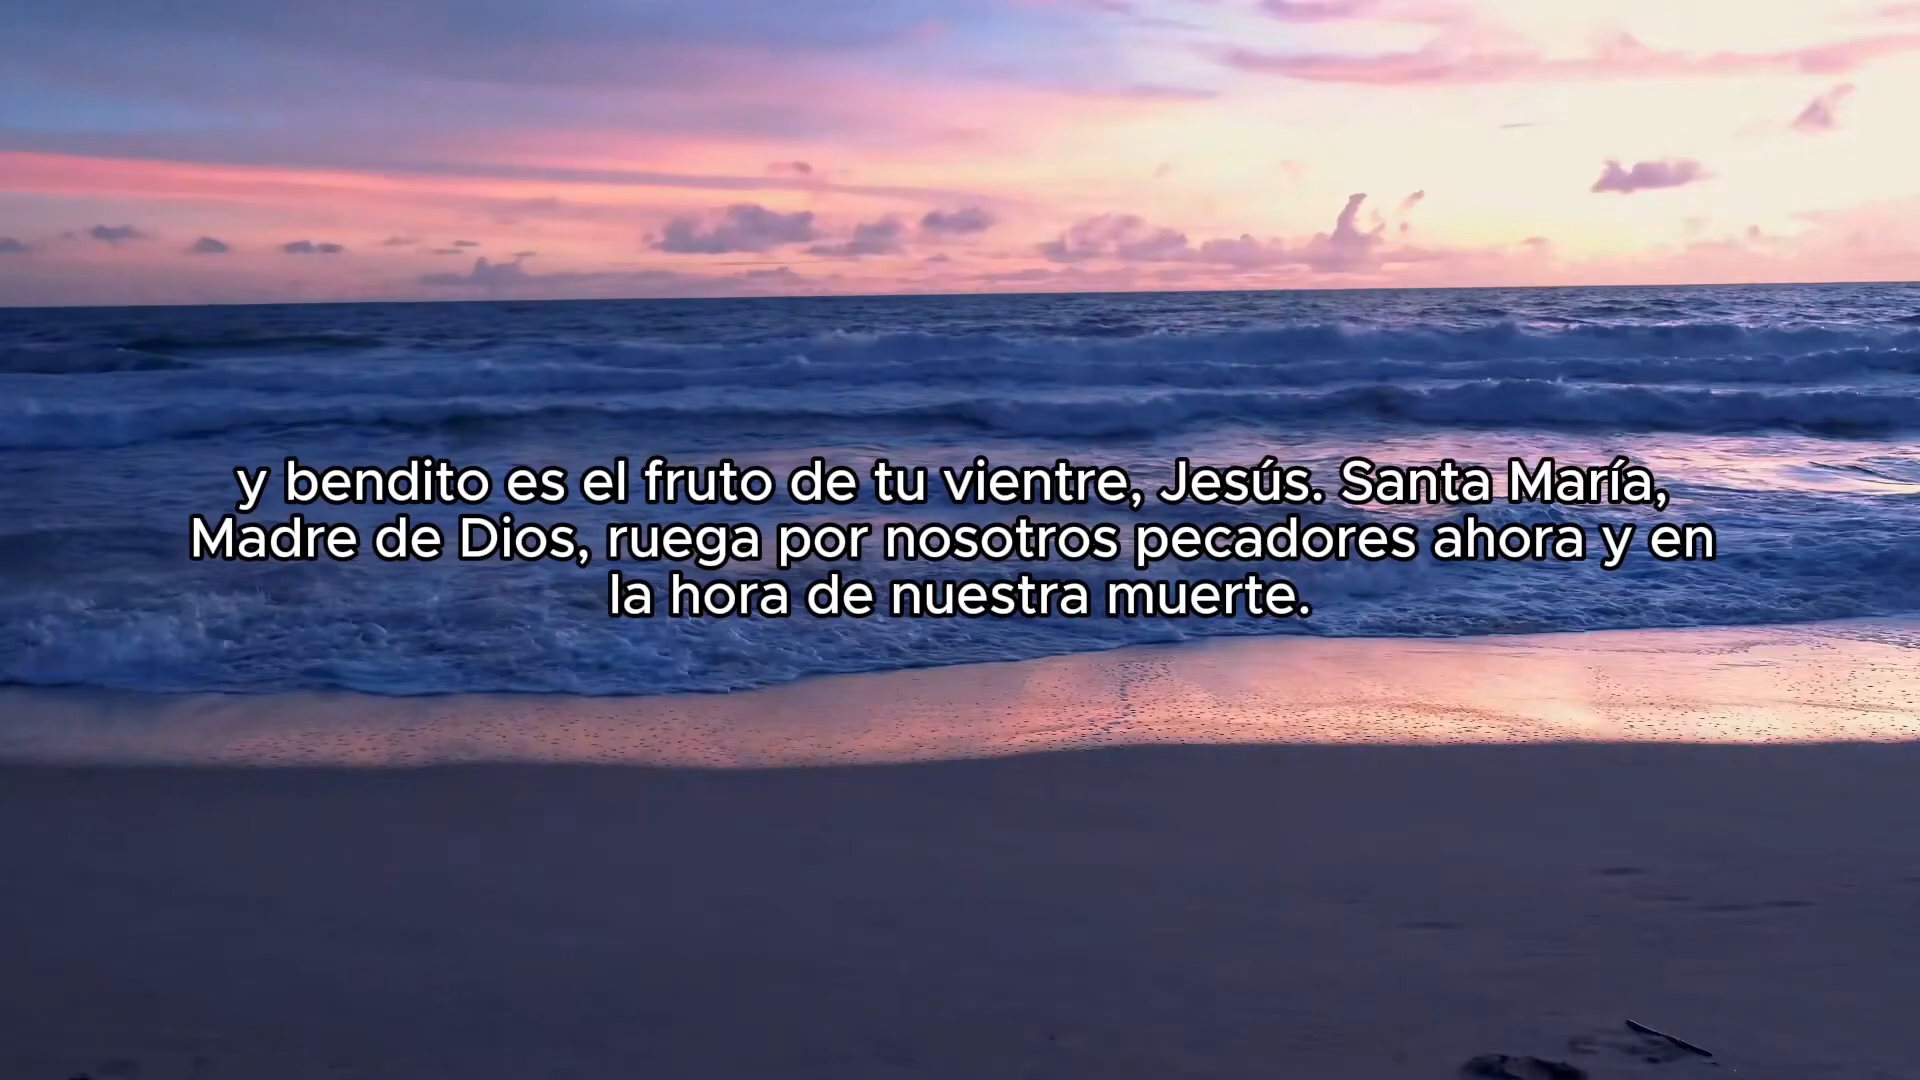 y bendito es el fruto de tu vientre, Jesús. Santa María,
Madre de Dios, ruega por nosotros pecadores ahora y en
la hora de nuestra muerte.